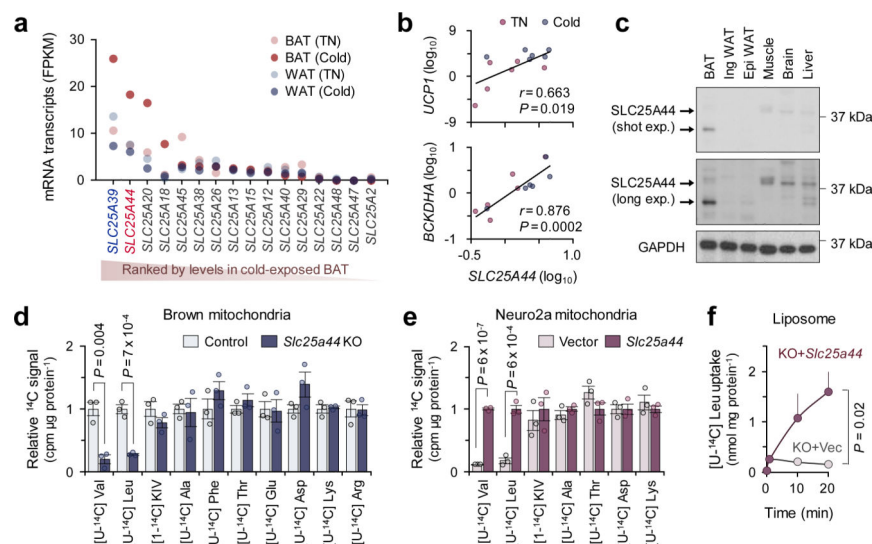 a
mRNA transcripts (FPKM)
30
20
10
0
BAT (TN)
BAT (Cold)
WAT (TN)
WAT (Cold)
SLC25A39
SLC25A44
SLC25A20
SLC25A18
SLC25A45
SLC25A38
SLC25A26
SLC25A13
SLC25A15
SLC25A12
SLC25A40
SLC25A29
SLC25A22
SLC25A48
SLC25A47
SLC25A2
Ranked by levels in cold-exposed BAT
b
TN Cold
UCP1 (log10)
9
0
-9
r = 0.663
P = 0.019
BCKDHA (log10)
1
0
-1
r = 0.876
P = 0.0002
-0.5 1.0
SLC25A44 (log10)
c
BAT
Ing WAT
Epi WAT
Muscle
Brain
Liver
SLC25A44
(shot exp.)
37 kDa
SLC25A44
(long exp.)
37 kDa
GAPDH
37 kDa
d
Brown mitochondria
Control Slc25a44 KO
P = 0.004
P = 7 x 10-4
Relative 14C signal
(cpm µg protein-1)
2
1
0
[U-14C] Val
[U-14C] Leu
[1-14C] KIV
[U-14C] Ala
[U-14C] Phe
[U-14C] Thr
[U-14C] Glu
[U-14C] Asp
[U-14C] Lys
[U-14C] Arg
e
Neuro2a mitochondria
Vector Slc25a44
P = 6 x 10-7
P = 6 x 10-4
Relative 14C signal
(cpm µg protein-1)
2
1
0
[U-14C] Val
[U-14C] Leu
[1-14C] KIV
[U-14C] Ala
[U-14C] Thr
[U-14C] Asp
[U-14C] Lys
f
Liposome
KO+Slc25a44
[U-14C] Leu uptake
(nmol mg protein-1)
2
1
0
KO+Vec
P = 0.02
0 10 20
Time (min)